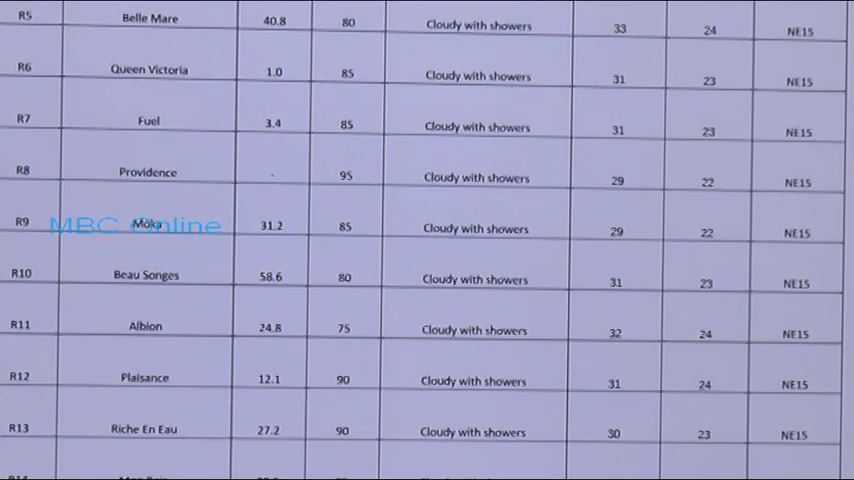 R5 Belle Mare 40.8 80 Cloudy with showers 33 24 NE15
R6 Queen Victoria 1.0 85 Cloudy with showers 31 23 NE15
R7 Fuel 3.4 85 Cloudy with showers 31 23 NE15
R8 Providence - 95 Cloudy with showers 29 22 NE15
R9 Moka 31.2 85 Cloudy with showers 29 22 NE15
MBC Online
R10 Beau Songes 58.6 80 Cloudy with showers 31 23 NE15
R11 Albion 24.8 75 Cloudy with showers 32 24 NE15
R12 Plaisance 12.1 90 Cloudy with showers 31 24 NE15
R13 Riche En Eau 27.2 90 Cloudy with showers 30 23 NE15